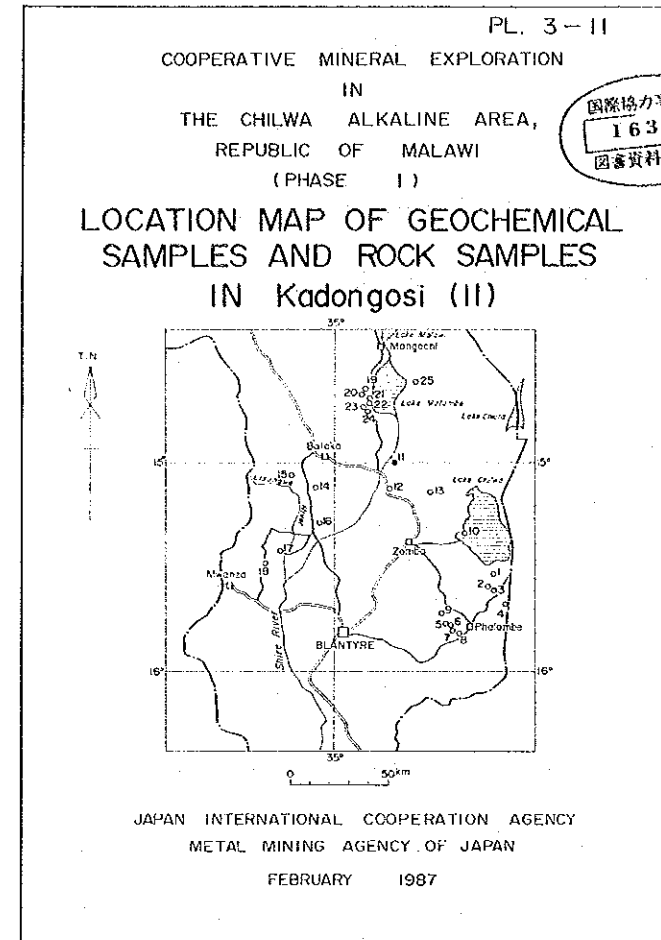 PL. 3-11
COOPERATIVE MINERAL EXPLORATION
IN
THE CHILWA ALKALINE AREA,
REPUBLIC OF MALAWI
(PHASE I)
国際協力
163
図書資料
LOCATION MAP OF GEOCHEMICAL
SAMPLES AND ROCK SAMPLES
IN Kadongosi (11)
T.N
35°
Mangochi
19
25
20
21
22
Lake Malombe
23
24
Lake Chiuta
Balaka
15°
11
15°
15
14
12
13
Lake Chilwa
16
10
17
Zomba
18
1
Mwanza
2
3
4
9
5
6
Phalombe
7
8
BLANTYRE
Shire River
16°
16°
35°
0
50km
JAPAN INTERNATIONAL COOPERATION AGENCY
METAL MINING AGENCY OF JAPAN
FEBRUARY 1987